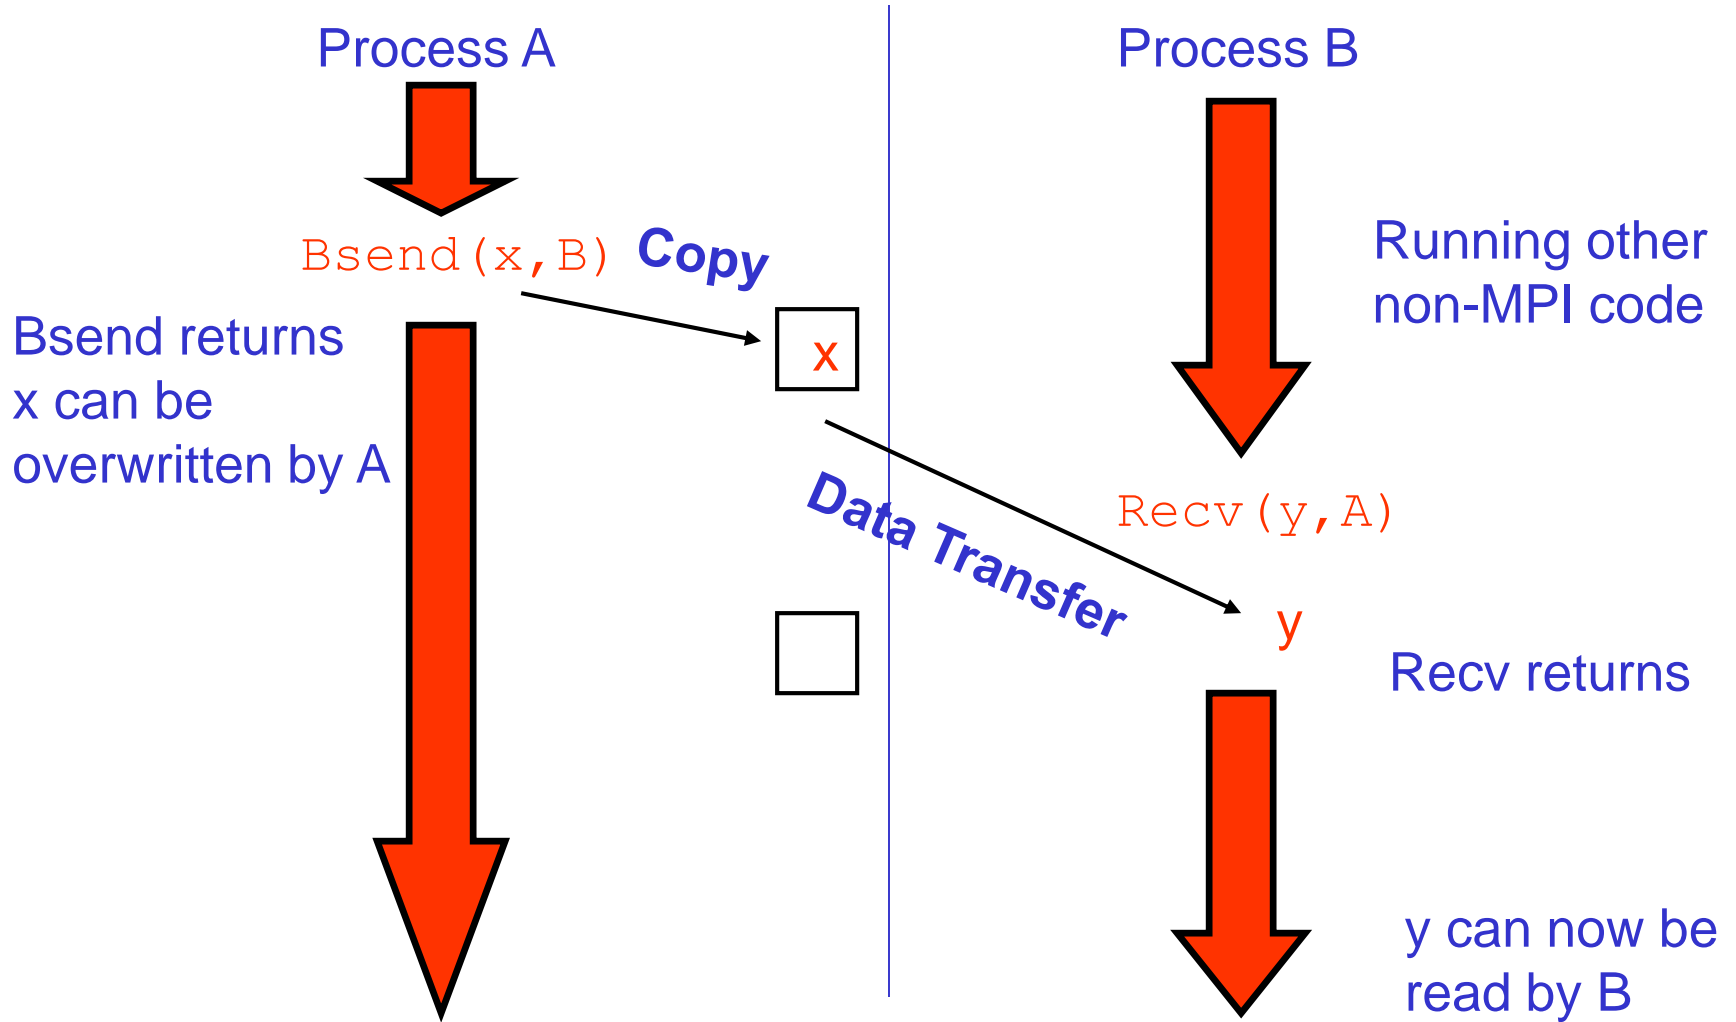 Process A
Process B
Bsend(x,B)
Copy
Running other
non-MPI code
Bsend returns
x can be
overwritten by A
x
Data Transfer
Recv(y,A)
y
Recv returns
y can now be
read by B